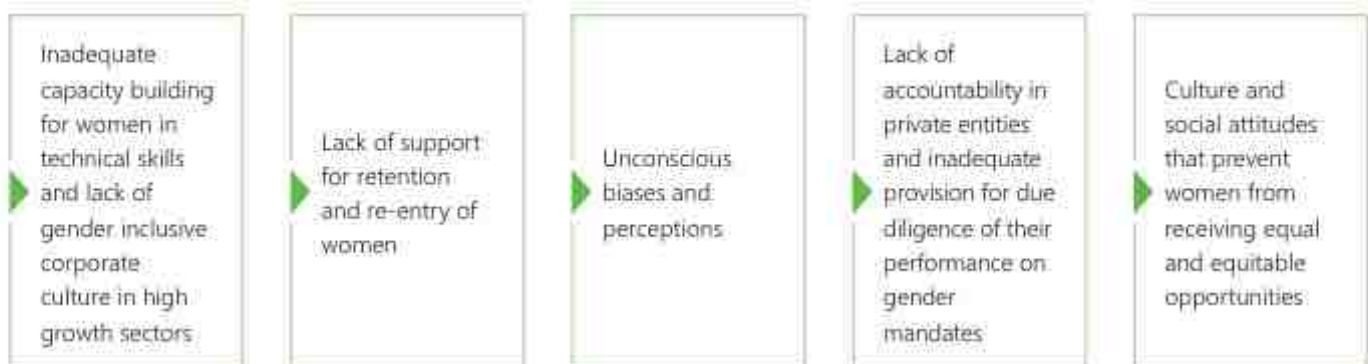 Inadequate
capacity building
for women in
technical skills
and lack of
gender inclusive
corporate
culture in high
growth sectors
Lack of support
for retention
and re-entry of
women
Unconscious
biases and
perceptions
Lack of
accountability in
private entities
and inadequate
provision for due
diligence of their
performance on
gender
mandates
Culture and
social attitudes
that prevent
women from
receiving equal
and equitable
opportunities